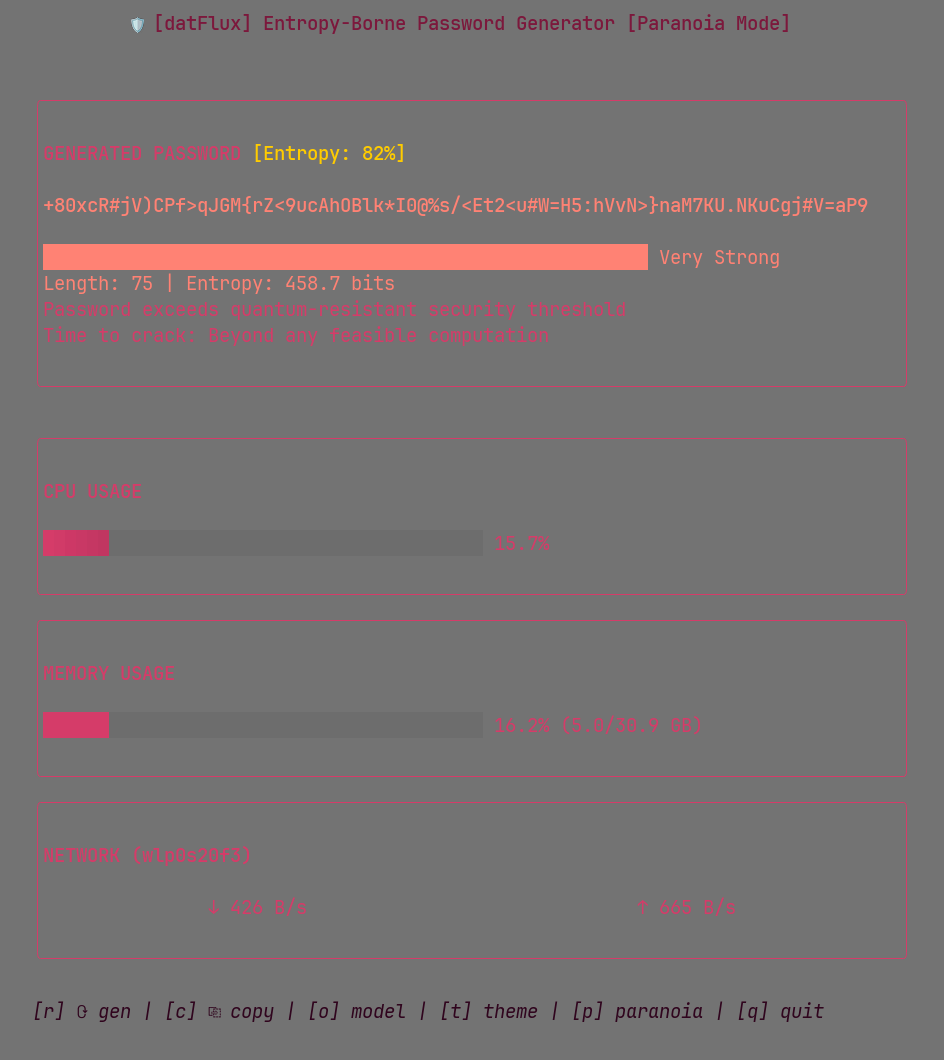 [datFlux] Entropy-Borne Password Generator [Paranoia Mode]
GENERATED PASSWORD [Entropy: 82%]
+80xcR#jV)CPf>qJGM{rZ<9ucAhOBlk*I0@%s/<Et2<u#W=H5:hVvN>}naM7KU.NKuCgj#V=aP9
Very Strong
Length: 75 | Entropy: 458.7 bits
Password exceeds quantum-resistant security threshold
Time to crack: Beyond any feasible computation
CPU USAGE
15.7%
MEMORY USAGE
16.2% (5.0/30.9 GB)
NETWORK (wlp0s20f3)
↓ 426 B/s ↑ 665 B/s
[r] gen | [c] copy | [o] model | [t] theme | [p] paranoia | [q] quit